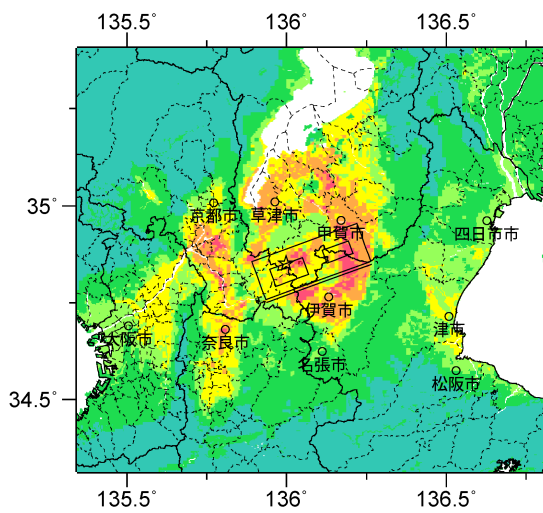 135.5° 136° 136.5°
35°
京都市 草津市
甲賀市 四日市市
伊賀市
大阪市 奈良市 津市
名張市
松阪市
34.5°
135.5° 136° 136.5°